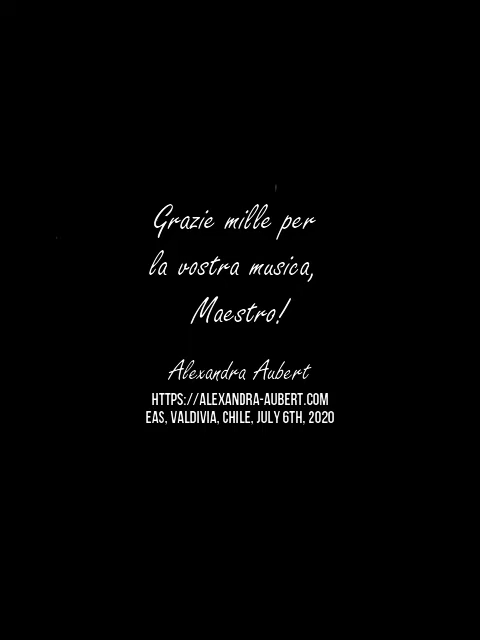 Grazie mille per
la vostra musica,
Maestro!
Alexandra Aubert
HTTPS://ALEXANDRA-AUBERT.COM
EAS, VALDIVIA, CHILE, JULY 6TH, 2020